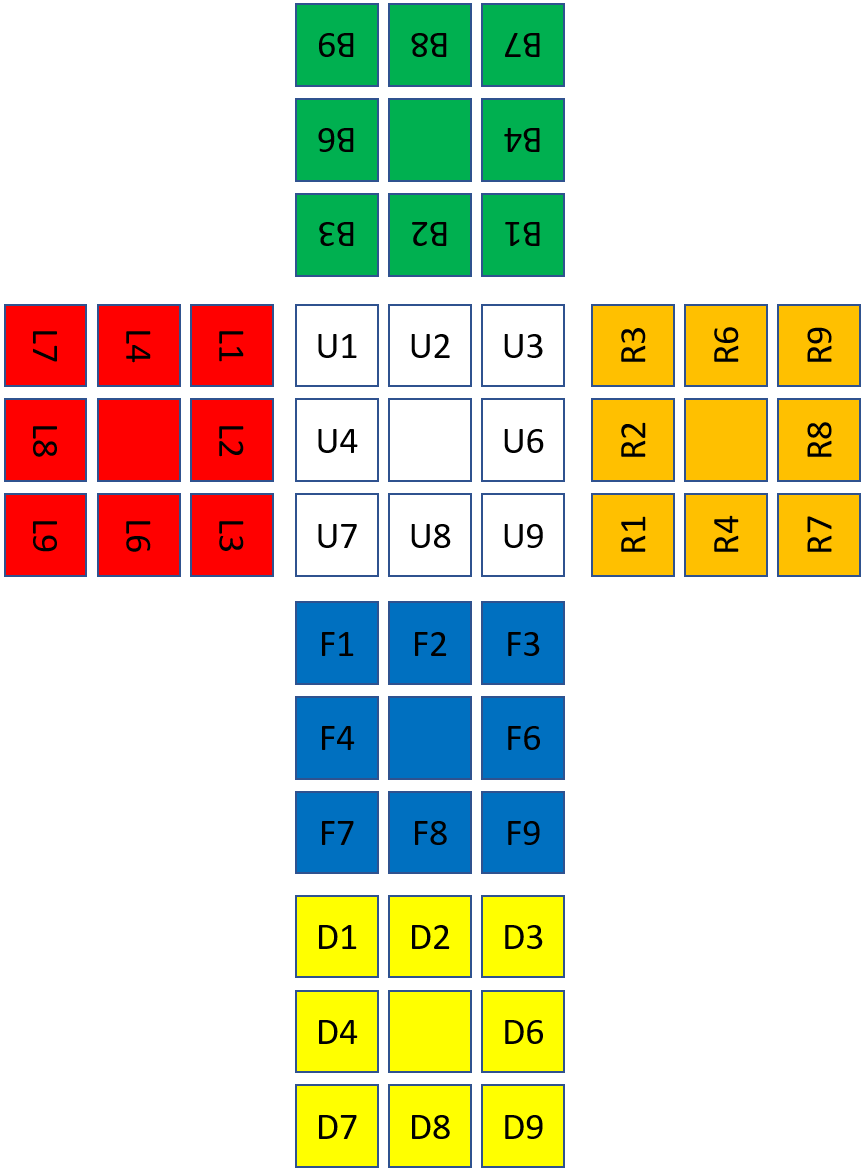 B9 B8 B7
B6 B4
B3 B2 B1
L7 L4 L1 U1 U2 U3 R3 R6 R9
L8 L2 U4 U6 R2 R8
L9 L6 L3 U7 U8 U9 R1 R4 R7
F1 F2 F3
F4 F6
F7 F8 F9
D1 D2 D3
D4 D6
D7 D8 D9